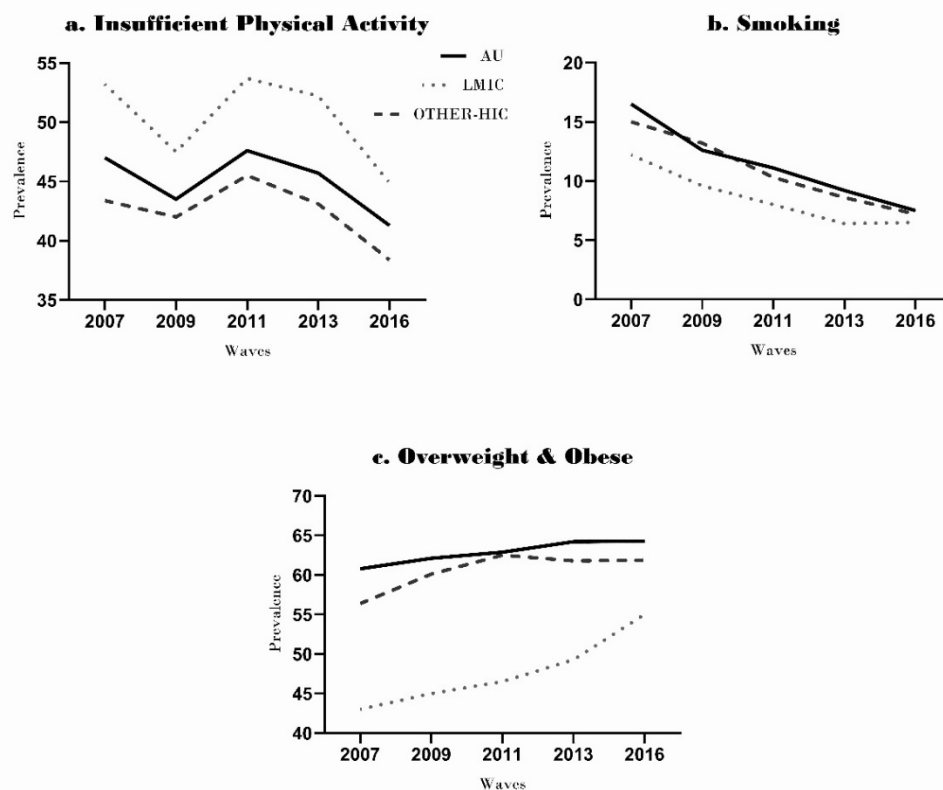 a. Insufficient Physical Activity
AU
LMIC
OTHER-HIC
Prevalence
55
50
45
40
35
2007 2009 2011 2013 2016
Waves
b. Smoking
Prevalence
20
15
10
5
0
2007 2009 2011 2013 2016
Waves
c. Overweight & Obese
Prevalence
70
65
60
55
50
45
40
2007 2009 2011 2013 2016
Waves